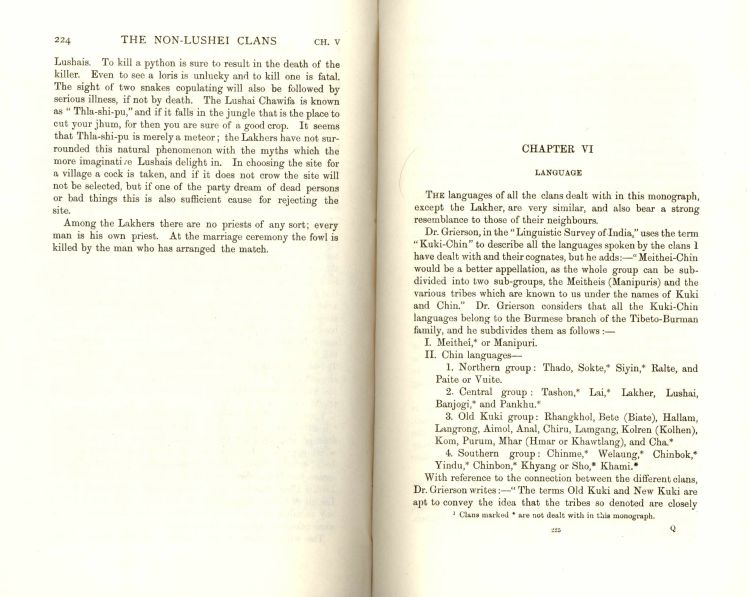 224 THE NON-LUSHEI CLANS CH. V
Lushais. To kill a python is sure to result in the death of the
killer. Even to see a loris is unlucky and to kill one is fatal.
The sight of two snakes copulating will also be followed by
serious illness, if not by death. The Lushai Chawifa is known
as “ Thla-shi-pu,” and if it falls in the jungle that is the place to
cut your jhum, for then you are sure of a good crop. It seems
that Thla-shi-pu is merely a meteor ; the Lakhers have not sur-
rounded this natural phenomenon with the myths which the
more imaginative Lushais delight in. In choosing the site for
a village a cock is taken, and if it does not crow the site will
not be selected, but if one of the party dream of dead persons
or bad things this is also sufficient cause for rejecting the
site.
Among the Lakhers there are no priests of any sort; every
man is his own priest. At the marriage ceremony the fowl is
killed by the man who has arranged the match.
CHAPTER VI
LANGUAGE
THE languages of all the clans dealt with in this monograph,
except the Lakher, are very similar, and also bear a strong
resemblance to those of their neighbours.
Dr. Grierson, in the “Linguistic Survey of India,” uses the term
“Kuki-Chin” to describe all the languages spoken by the clans I
have dealt with and their cognates, but he adds:—“Meithei-Chin
would be a better appellation, as the whole group can be sub-
divided into two sub-groups, the Meitheis (Manipuris) and the
various tribes which are known to us under the names of Kuki
and Chin.” Dr. Grierson considers that all the Kuki-Chin
languages belong to the Burmese branch of the Tibeto-Burman
family, and he subdivides them as follows :—
I. Meitheí,* or Manipuri.
II. Chin languages—
1. Northern group : Thado, Sokte,* Siyin,* Ralte, and
Paite or Vuite.
2. Central group : Tashon,* Lai,* Lakher, Lushai,
Banjogi,* and Pankhu.*
3. Old Kuki group: Rhangkhol, Bete (Biate), Hallam,
Langrong, Aimol, Anal, Chiru, Lamgang, Kolren (Kolhen),
Kom, Purum, Mhar (Hmar or Khawtlang), and Cha.*
4. Southern group : Chinme,* Welaung,* Chinbok,*
Yindu,* Chinbon,* Khyang or Sho,* Khami.*
With reference to the connection between the different clans,
Dr. Grierson writes :—“ The terms Old Kuki and New Kuki are
apt to convey the idea that the tribes so denoted are closely
¹ Clans marked * are not dealt with in this monograph.
225 Q